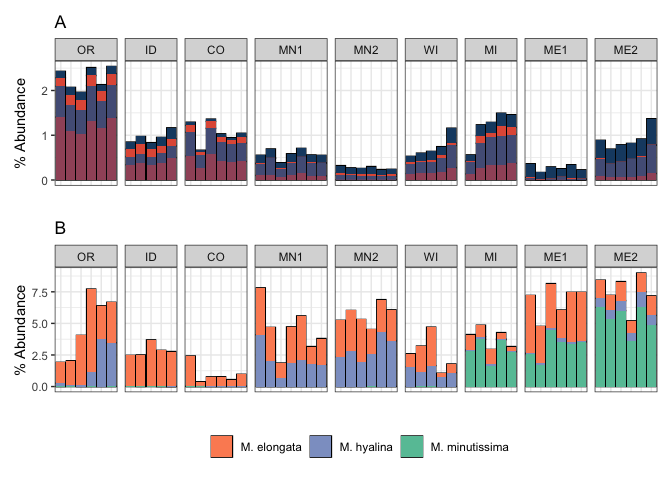 A
OR ID CO MN1 MN2 WI MI ME1 ME2
% Abundance
2
1
0
B
OR ID CO MN1 MN2 WI MI ME1 ME2
% Abundance
7.5
5.0
2.5
0.0
M. elongata M. hyalina M. minutissima